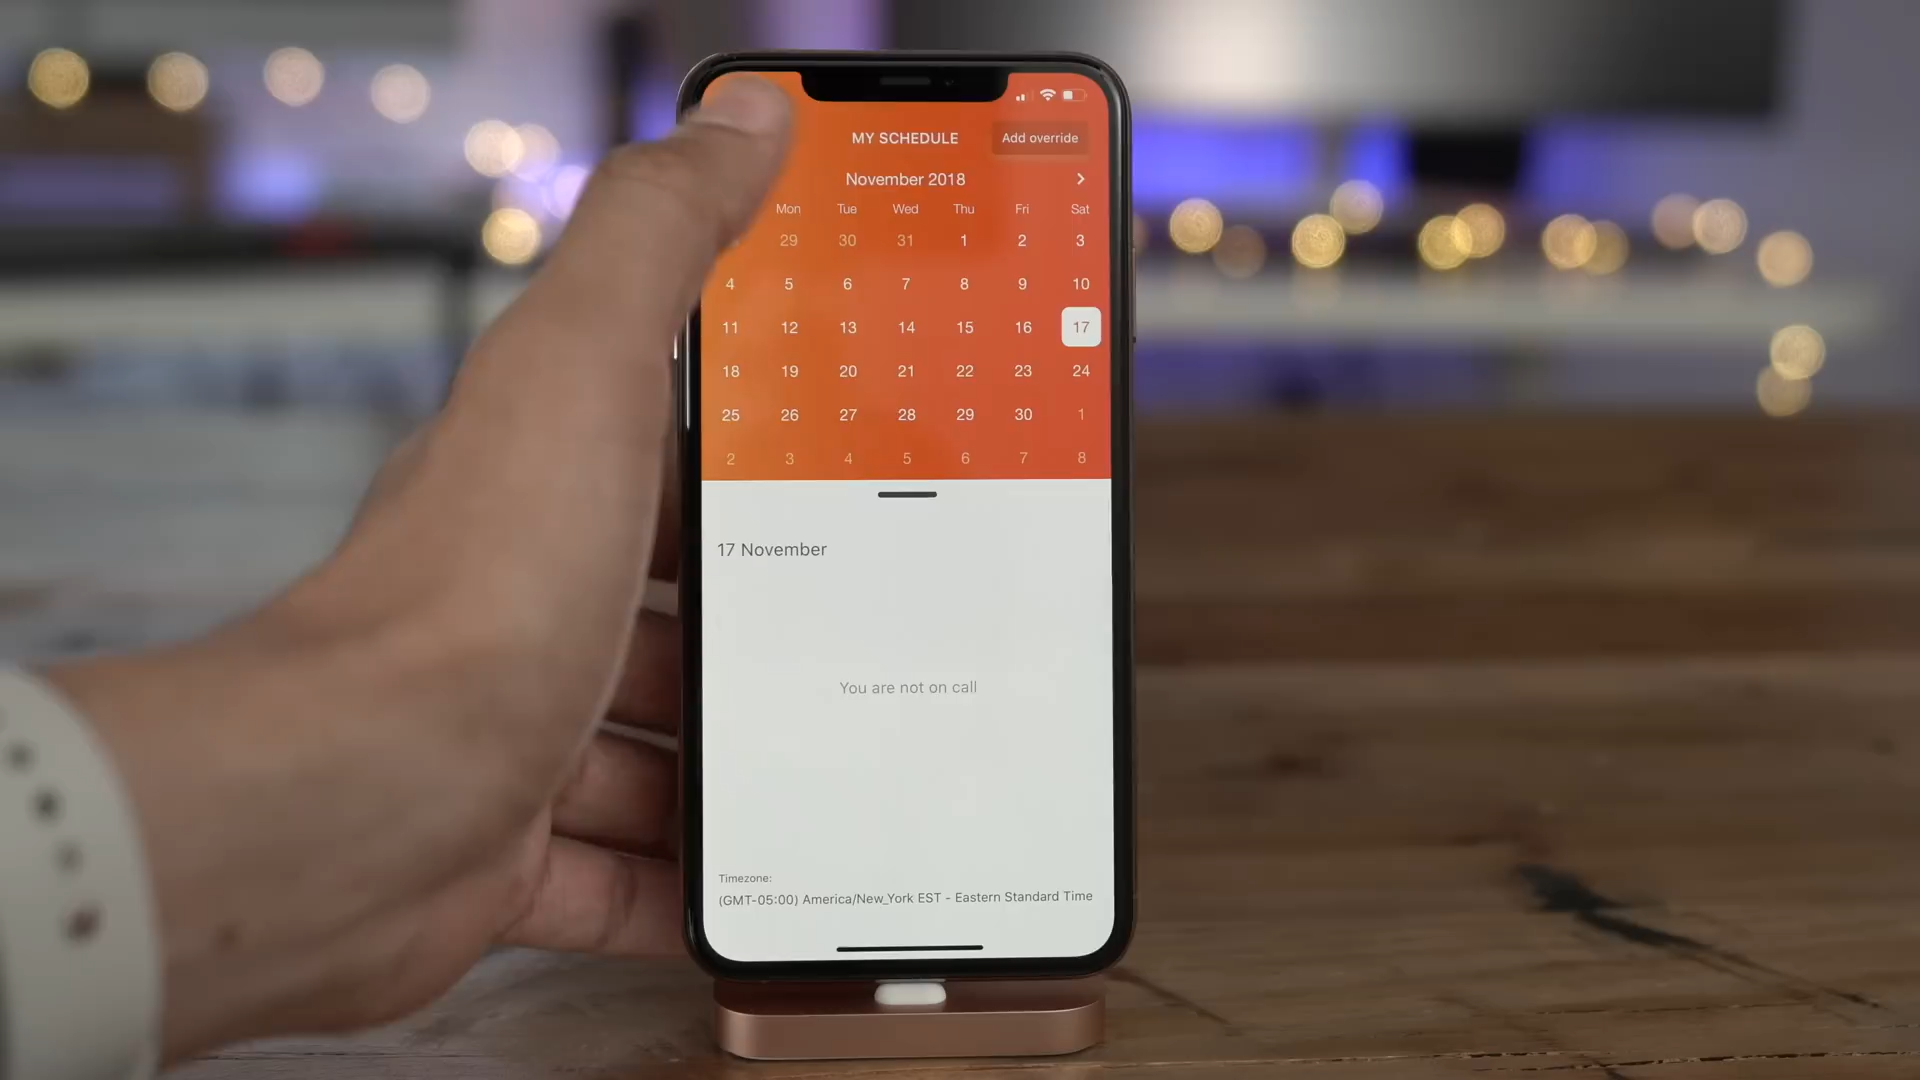 MY SCHEDULE Add override
November 2018
Mon Tue Wed Thu Fri Sat
29 30 31 1 2 3
4 5 6 7 8 9 10
11 12 13 14 15 16 17
18 19 20 21 22 23 24
25 26 27 28 29 30 1
2 3 4 5 6 7 8
17 November
You are not on call
Timezone:
(GMT-05:00) America/New_York EST - Eastern Standard Time